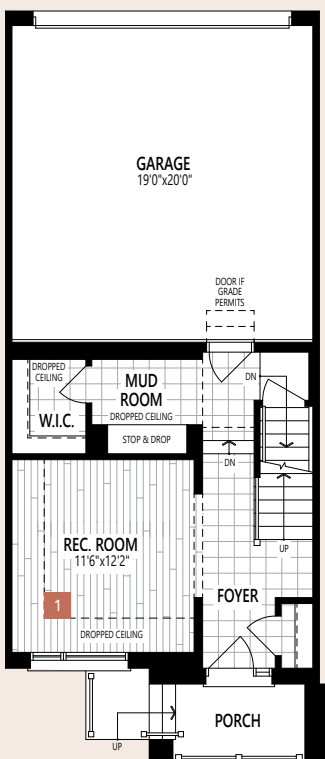 GARAGE
19'0"x20'0"
DOOR IF
GRADE
PERMITS
DROPPED
CEILING
W.I.C.
MUD
ROOM
DROPPED CEILING
STOP & DROP
DN
DN
REC. ROOM
11'6"x12'2"
UP
FOYER
1
DROPPED CEILING
PORCH
UP